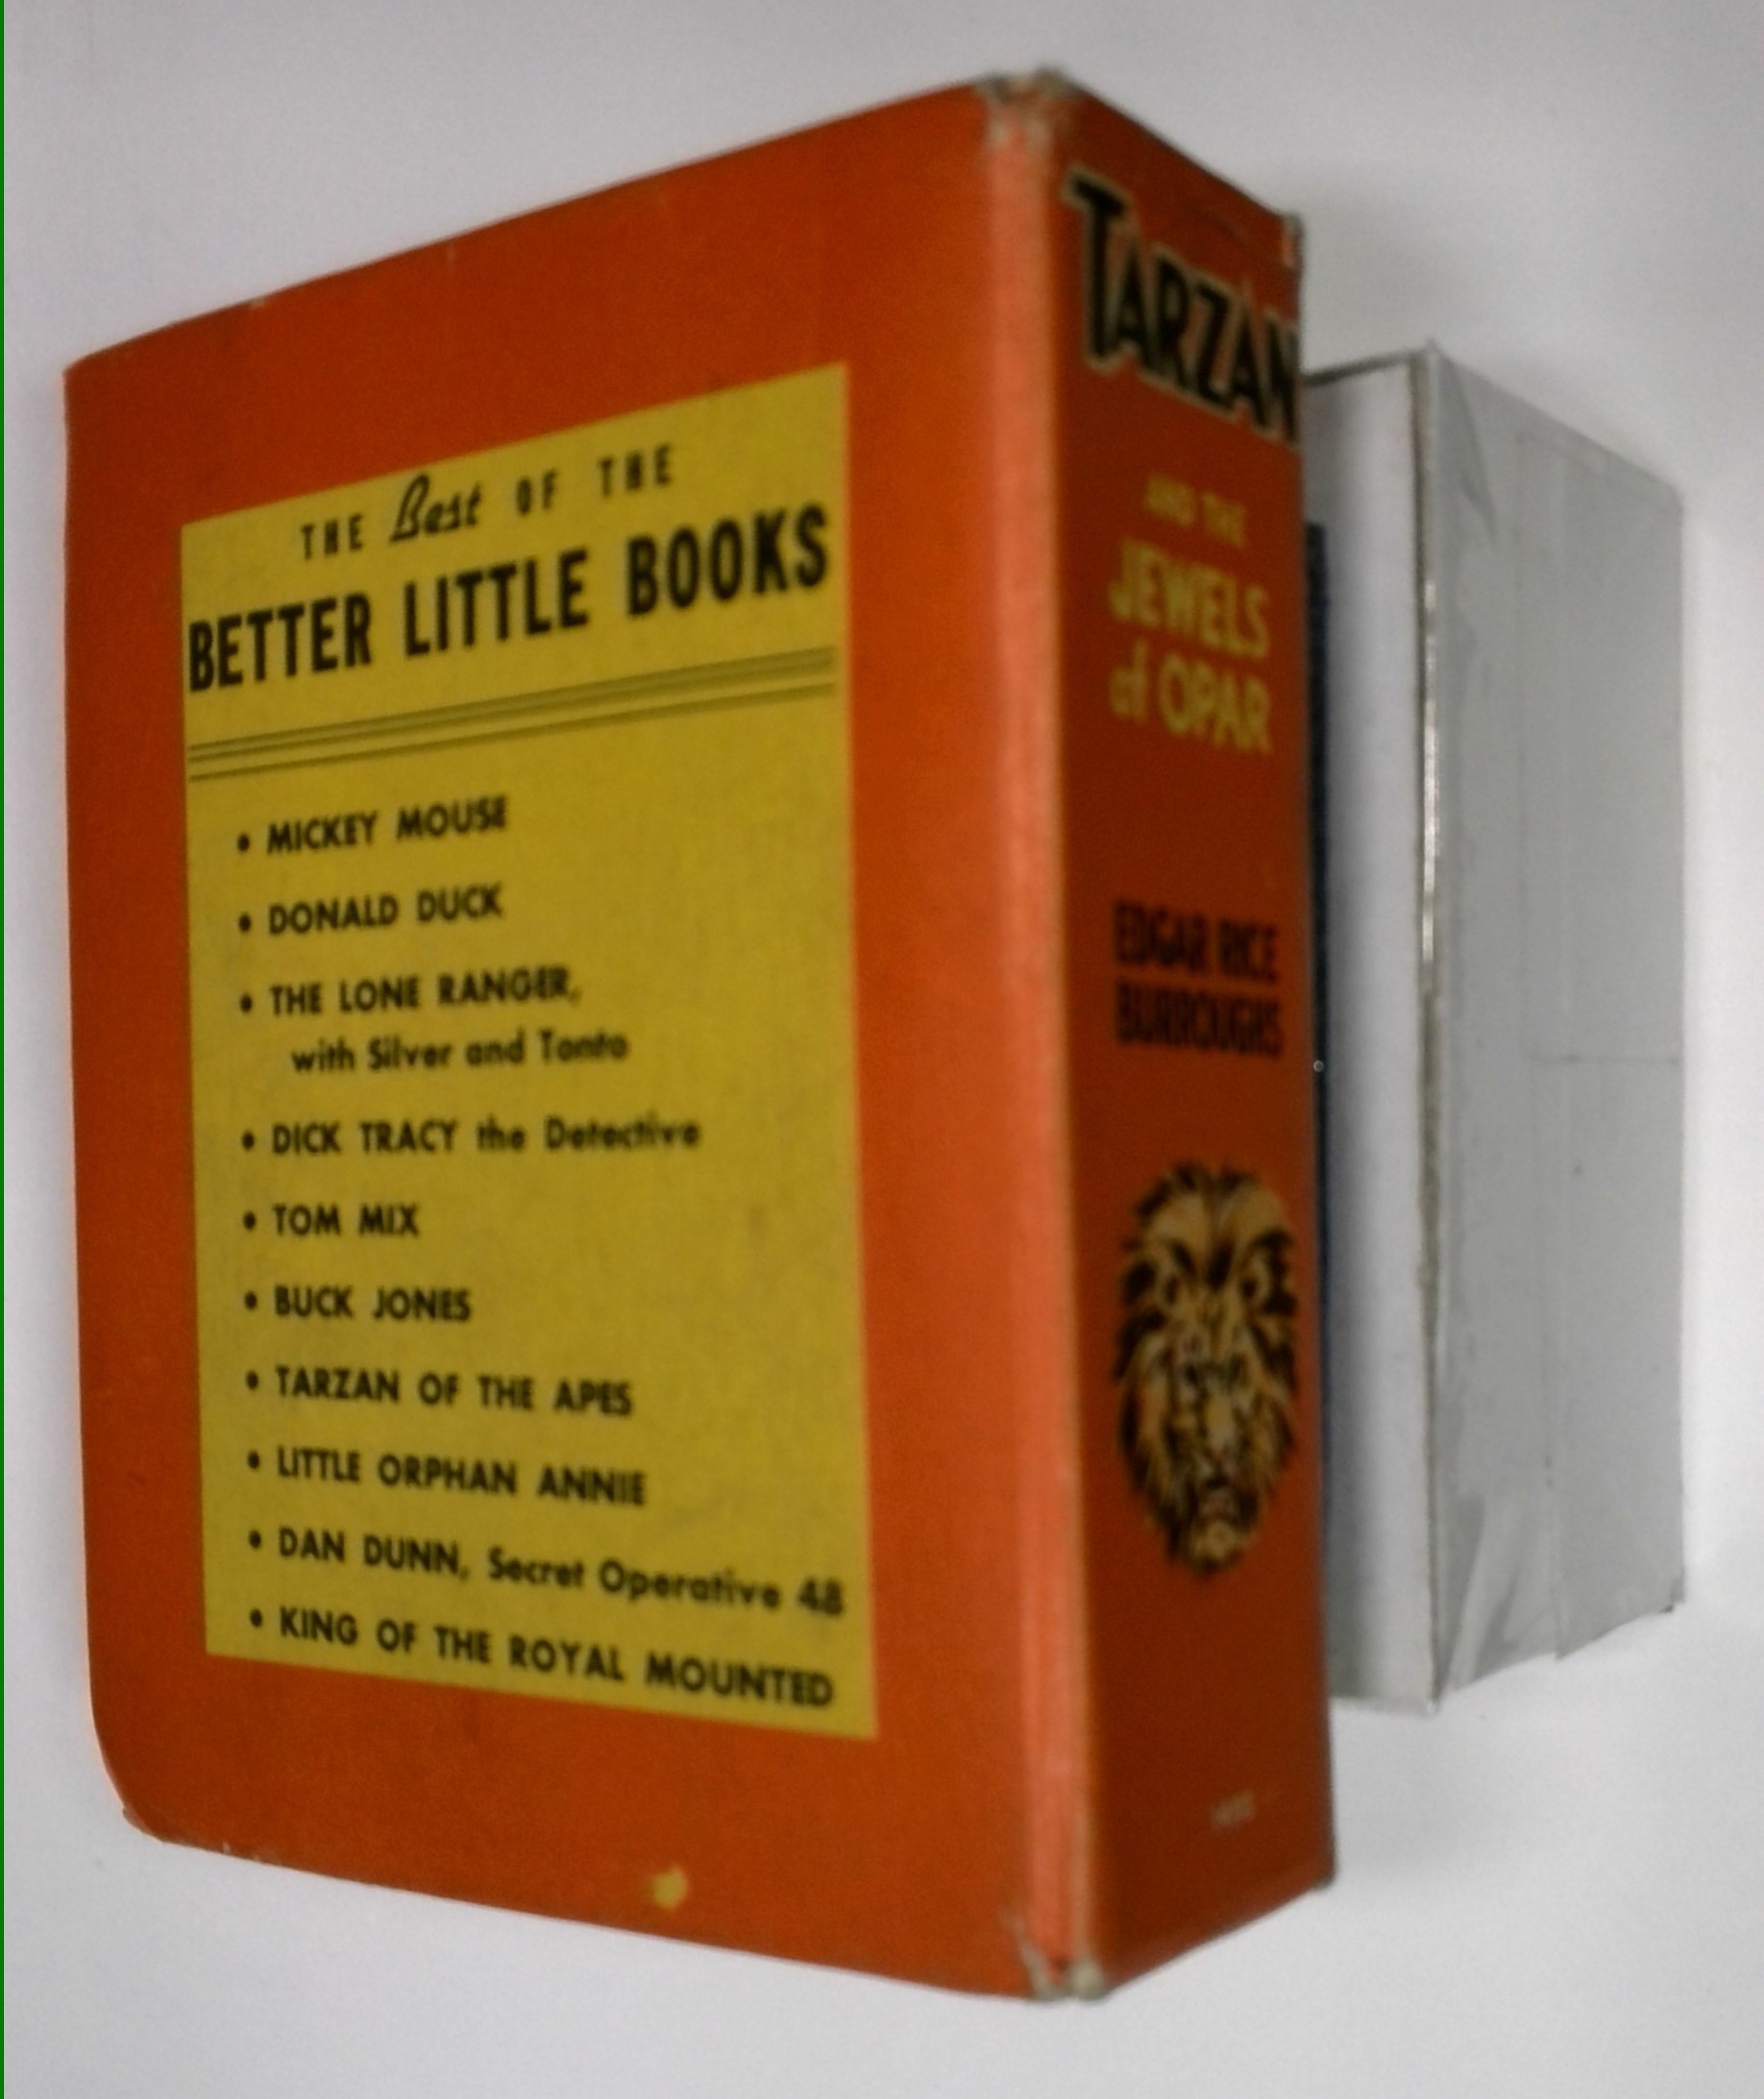 THE Best OF THE
BETTER LITTLE BOOKS
• MICKEY MOUSE
• DONALD DUCK
• THE LONE RANGER,
with Silver and Tonto
• DICK TRACY the Detective
• TOM MIX
• BUCK JONES
• TARZAN OF THE APES
• LITTLE ORPHAN ANNIE
• DAN DUNN, Secret Operative 48
• KING OF THE ROYAL MOUNTED
TARZAN
AND THE
JEWELS
of OPAR
EDGAR RICE
BURROUGHS